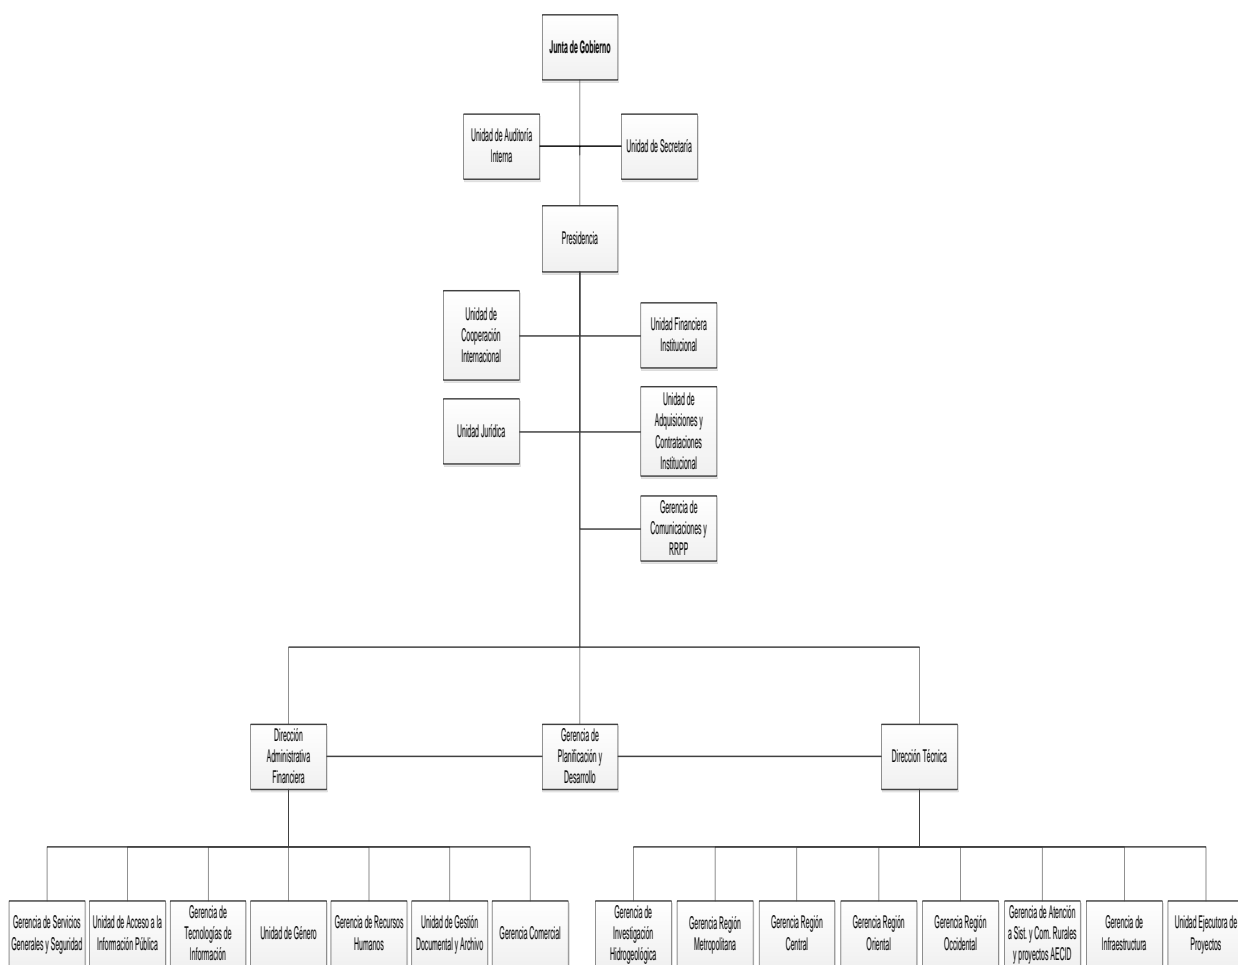 Junta de Gobierno
Unidad de Auditoría
Interna
Unidad de Secretaría
Presidencia
Unidad de
Cooperación
Internacional
Unidad Financiera
Institucional
Unidad Jurídica
Unidad de
Adquisiciones y
Contrataciones
Institucional
Gerencia de
Comunicaciones y
RRPP
Dirección
Administrativa
Financiera
Gerencia de
Planificación y
Desarrollo
Dirección Técnica
Gerencia de Servicios
Generales y Seguridad
Unidad de Acceso a la
Información Pública
Gerencia de
Tecnologías de
Información
Unidad de Género
Gerencia de Recursos
Humanos
Unidad de Gestión
Documental y Archivo
Gerencia Comercial
Gerencia de
Investigación
Hidrogeológica
Gerencia Región
Metropolitana
Gerencia Región
Central
Gerencia Región
Oriental
Gerencia Región
Occidental
Gerencia de Atención
a Sist. y Com. Rurales
y proyectos AECID
Gerencia de
Infraestructura
Unidad Ejecutora de
Proyectos